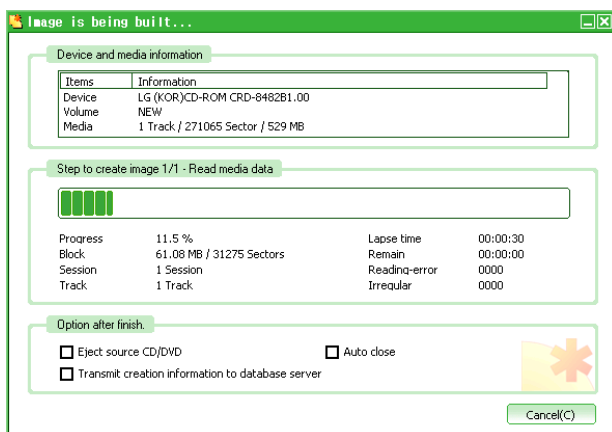 Image is being built...
Device and media information
Items Information
Device LG (KOR)CD-ROM CRD-8482B1.00
Volume NEW
Media 1 Track / 271065 Sector / 529 MB
Step to create image 1/1 - Read media data
Progress 11.5 % Lapse time 00:00:30
Block 61.08 MB / 31275 Sectors Remain 00:00:00
Session 1 Session Reading-error 0000
Track 1 Track Irregular 0000
Option after finish.
Eject source CD/DVD Auto close
Transmit creation information to database server
Cancel(C)